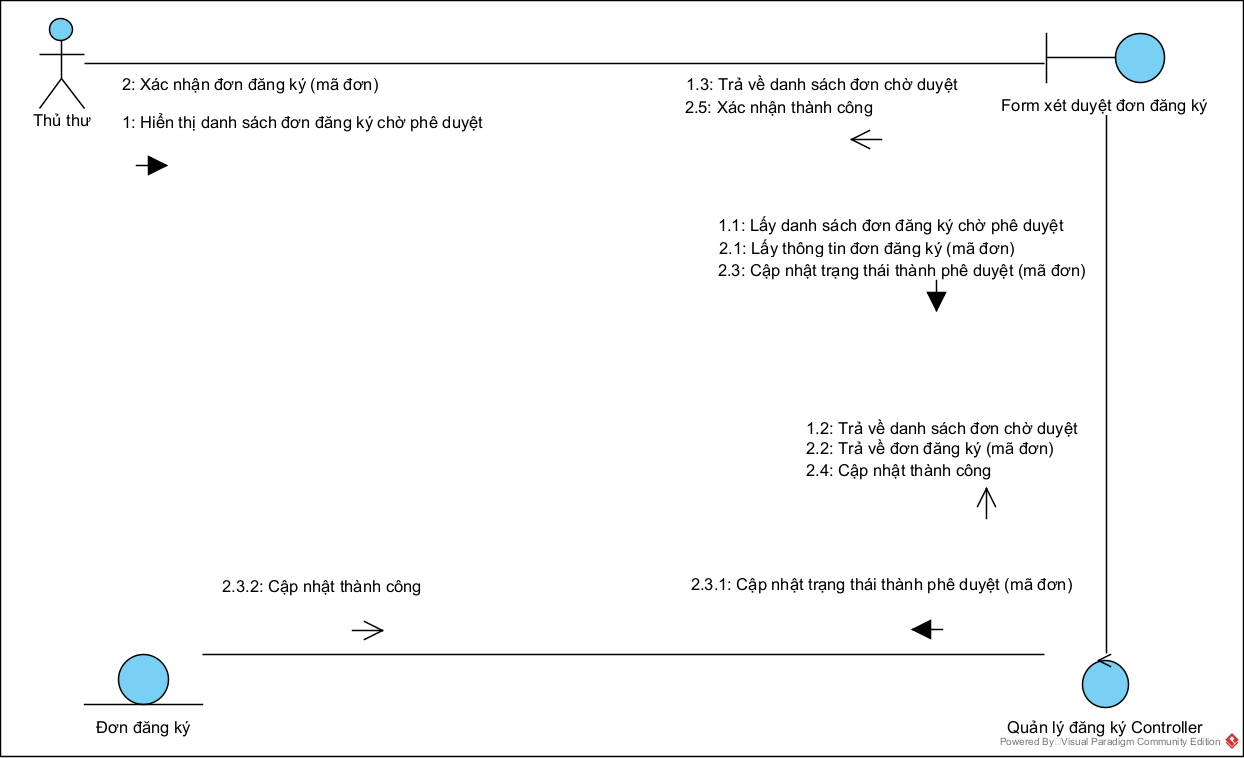 2: Xác nhận đơn đăng ký (mã đơn)
1: Hiển thị danh sách đơn đăng ký chờ phê duyệt
Thủ thư
1.3: Trả về danh sách đơn chờ duyệt
2.5: Xác nhận thành công
Form xét duyệt đơn đăng ký
1.1: Lấy danh sách đơn đăng ký chờ phê duyệt
2.1: Lấy thông tin đơn đăng ký (mã đơn)
2.3: Cập nhật trạng thái thành phê duyệt (mã đơn)
1.2: Trả về danh sách đơn chờ duyệt
2.2: Trả về đơn đăng ký (mã đơn)
2.4: Cập nhật thành công
2.3.2: Cập nhật thành công
2.3.1: Cập nhật trạng thái thành phê duyệt (mã đơn)
Đơn đăng ký
Quản lý đăng ký Controller
Powered By Visual Paradigm Community Edition